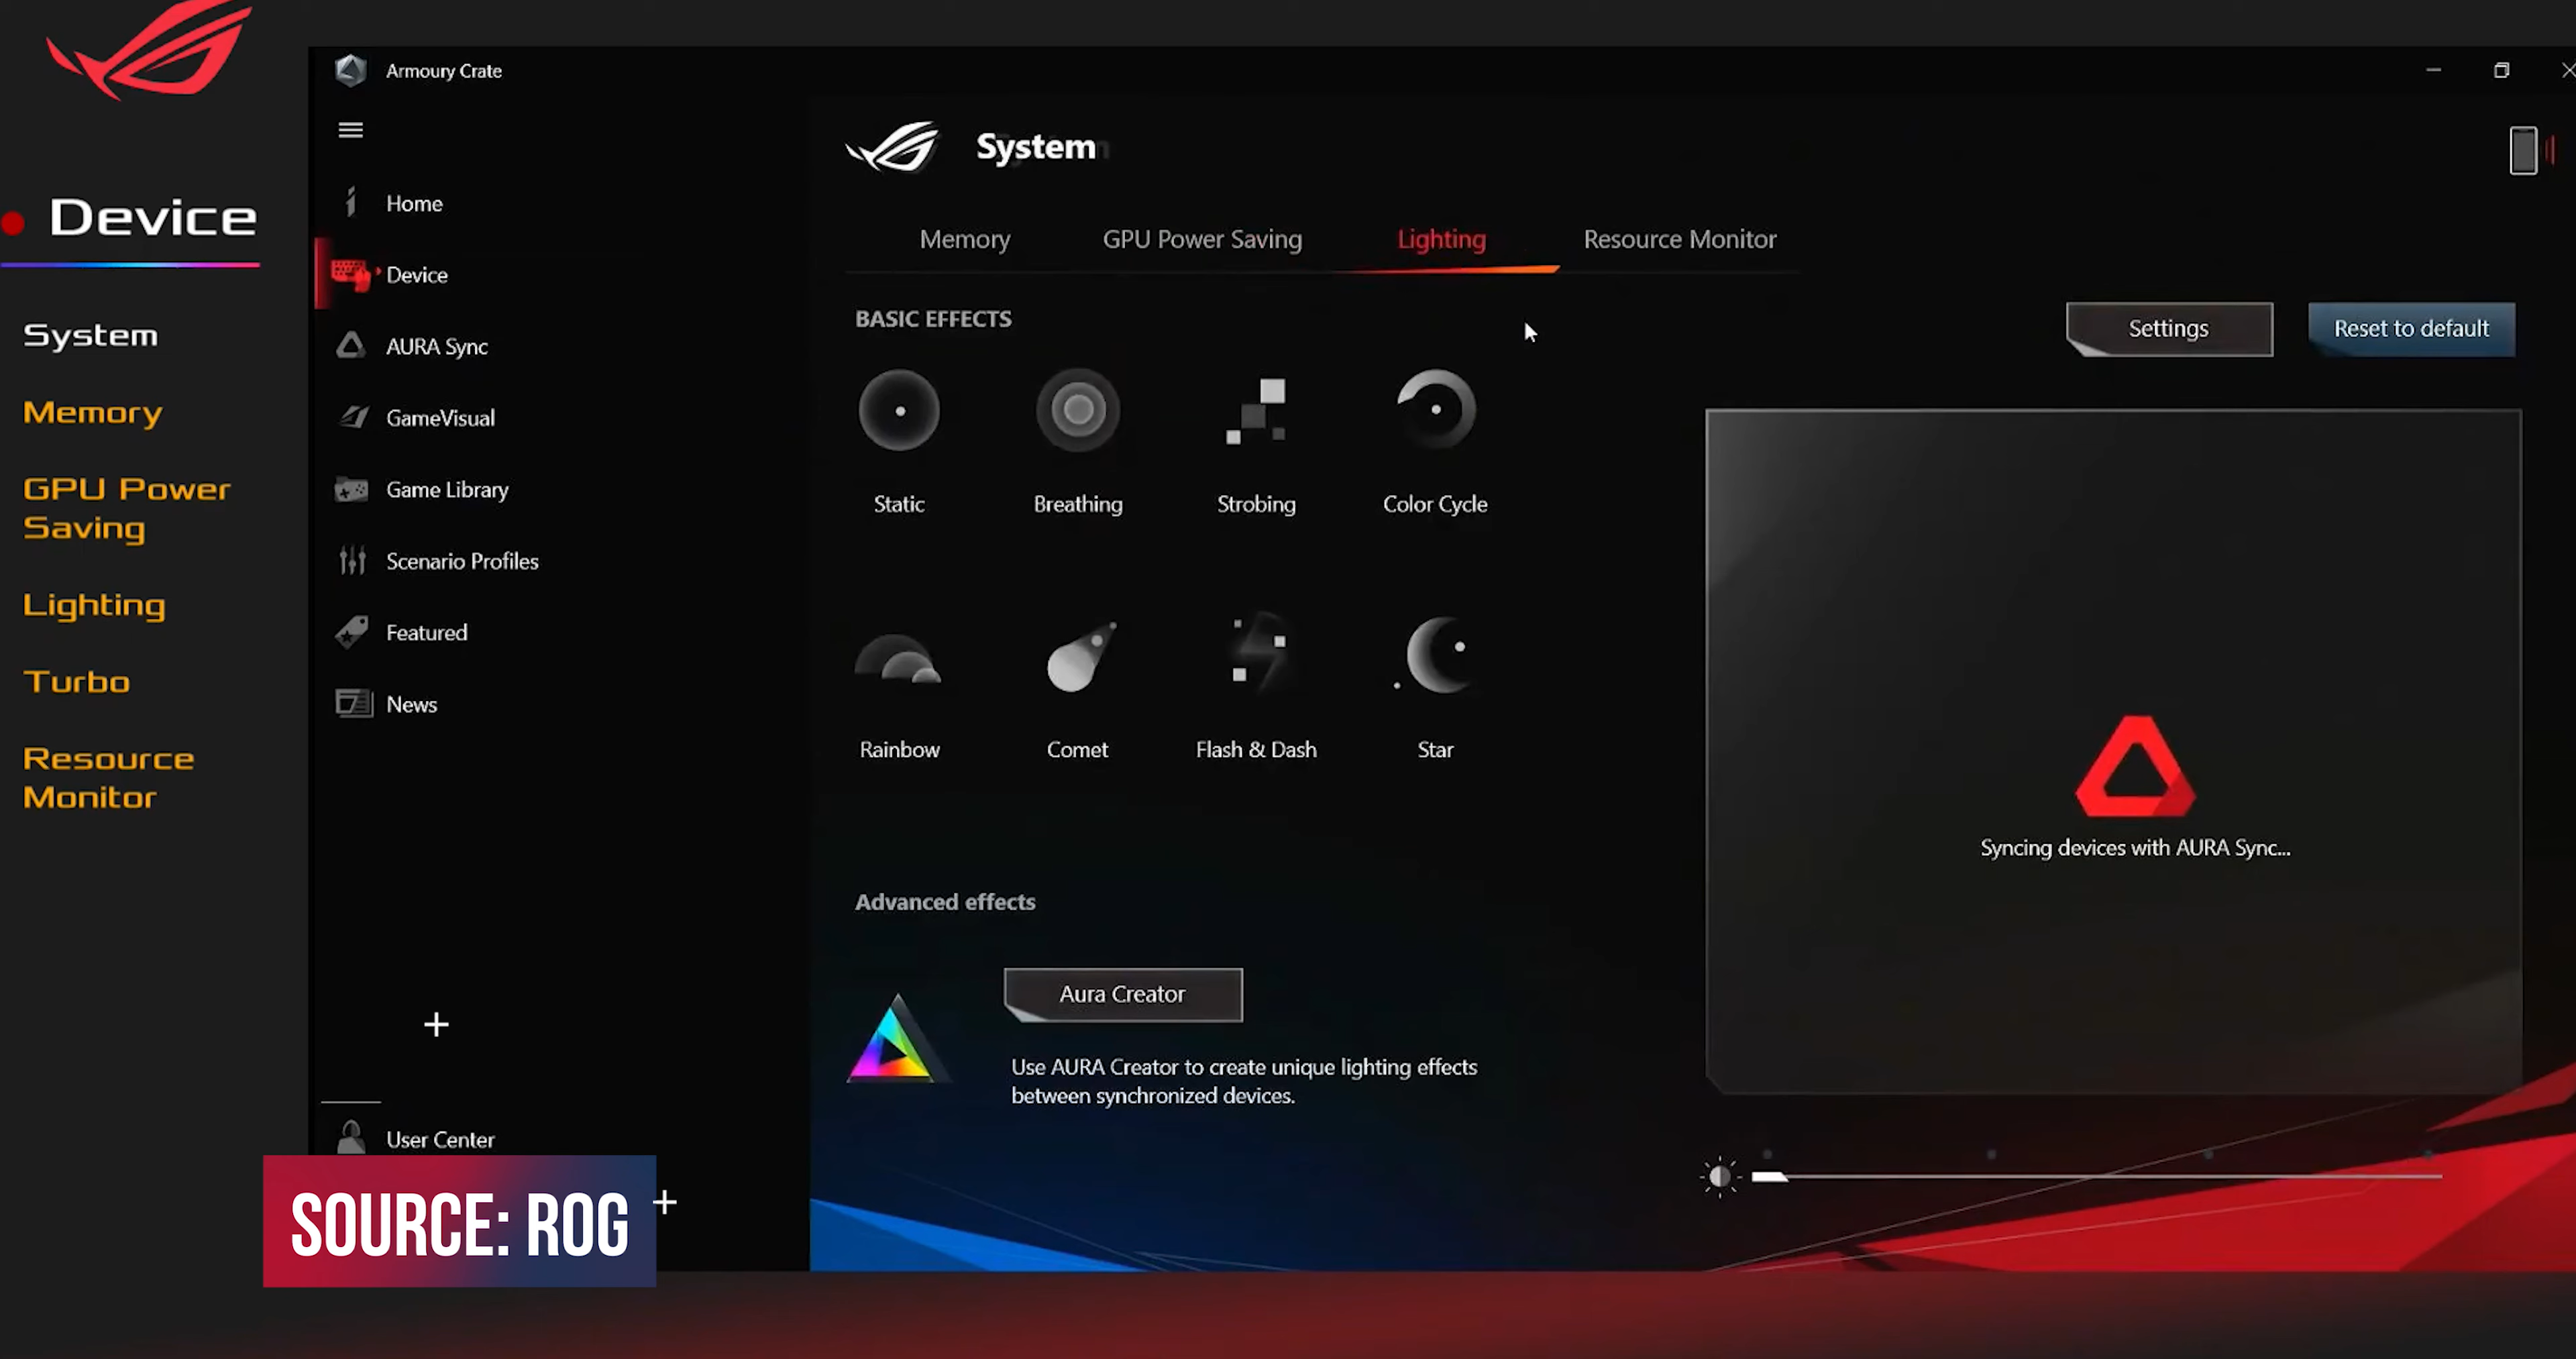 Device
System
Memory
GPU Power
Saving
Lighting
Turbo
Resource
Monitor
Armoury Crate
Home
Device
AURA Sync
GameVisual
Game Library
Scenario Profiles
Featured
News
User Center
SOURCE: ROG
System
Memory
GPU Power Saving
Lighting
Resource Monitor
BASIC EFFECTS
Settings
Reset to default
Static
Breathing
Strobing
Color Cycle
Rainbow
Comet
Flash & Dash
Star
Syncing devices with AURA Sync...
Advanced effects
Aura Creator
Use AURA Creator to create unique lighting effects
between synchronized devices.